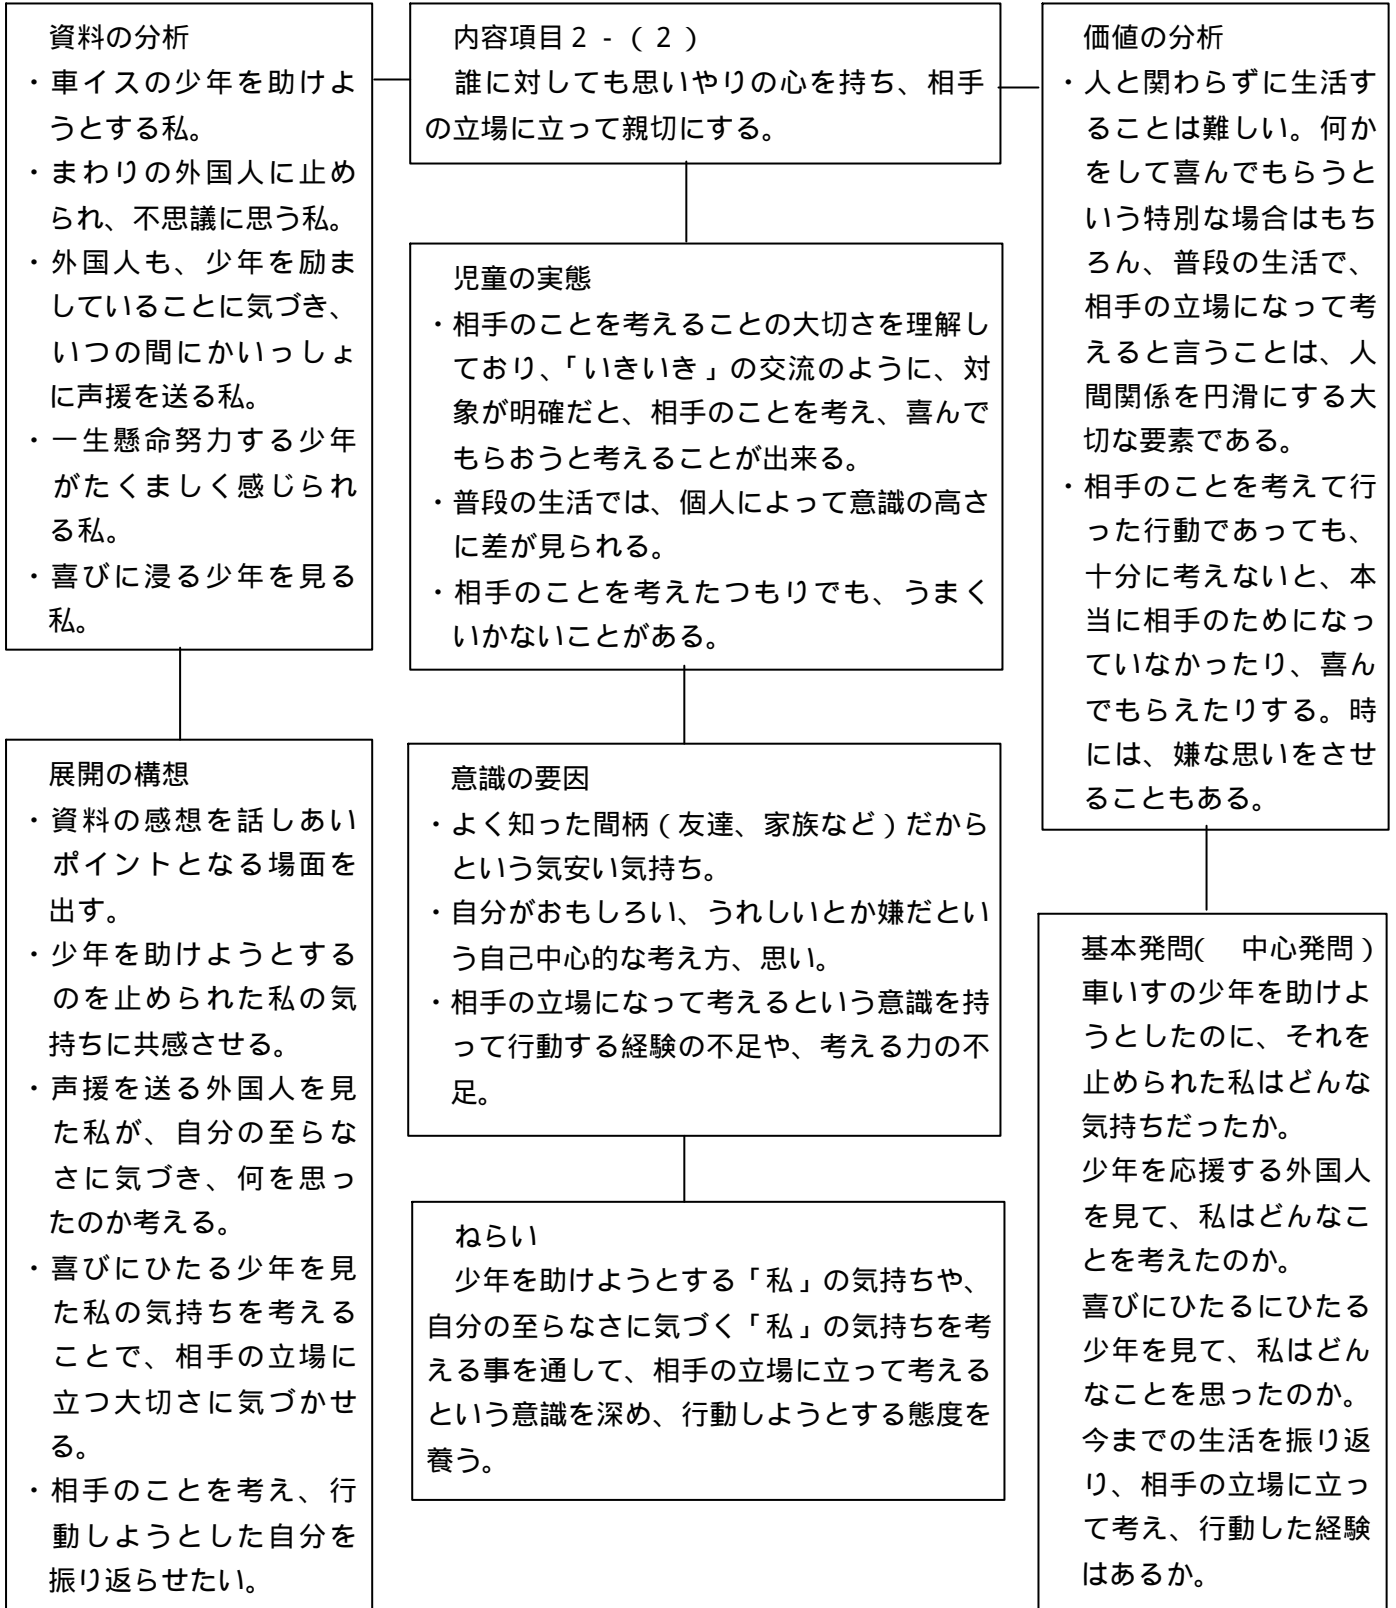 資料の分析
・車イスの少年を助けよ
うとする私。
・まわりの外国人に止め
られ、不思議に思う私。
・外国人も、少年を励ま
していることに気づき、
いつの間にかいっしょ
に声援を送る私。
・一生懸命努力する少年
がたくましく感じられ
る私。
・喜びに浸る少年を見る
私。
内容項目2-(2)
誰に対しても思いやりの心を持ち、相手
の立場に立って親切にする。
価値の分析
・人と関わらずに生活す
ることは難しい。何か
をして喜んでもらうと
いう特別な場合はもち
ろん、普段の生活で、
相手の立場になって考
えると言うことは、人
間関係を円滑にする大
切な要素である。
・相手のことを考えて行
った行動であっても、
十分に考えないと、本
当に相手のためになっ
ていなかったり、喜ん
でもらえたりする。時
には、嫌な思いをさせ
ることもある。
児童の実態
・相手のことを考えることの大切さを理解し
ており、「いきいき」の交流のように、対
象が明確だと、相手のことを考え、喜んで
もらおうと考えることが出来る。
・普段の生活では、個人によって意識の高さ
に差が見られる。
・相手のことを考えたつもりでも、うまく
いかないことがある。
展開の構想
・資料の感想を話しあい
ポイントとなる場面を
出す。
・少年を助けようとする
のを止められた私の気
持ちに共感させる。
・声援を送る外国人を見
た私が、自分の至らな
さに気づき、何を思っ
たのか考える。
・喜びにひたる少年を見
た私の気持ちを考える
ことで、相手の立場に
立つ大切さに気づかせ
る。
・相手のことを考え、行
動しようとした自分を
振り返らせたい。
意識の要因
・よく知った間柄(友達、家族など)だから
という気安い気持ち。
・自分がおもしろい、うれしいとか嫌だとい
う自己中心的な考え方、思い。
・相手の立場になって考えるという意識を持
って行動する経験の不足や、考える力の不
足。
ねらい
少年を助けようとする「私」の気持ちや、
自分の至らなさに気づく「私」の気持ちを考
える事を通して、相手の立場に立って考える
という意識を深め、行動しようとする態度を
養う。
基本発問( 中心発問)
車いすの少年を助けよ
うとしたのに、それを
止められた私はどんな
気持ちだったか。
少年を応援する外国人
を見て、私はどんなこ
とを考えたのか。
喜びにひたるにひたる
少年を見て、私はどん
なことを思ったのか。
今までの生活を振り返
り、相手の立場に立っ
て考え、行動した経験
はあるか。